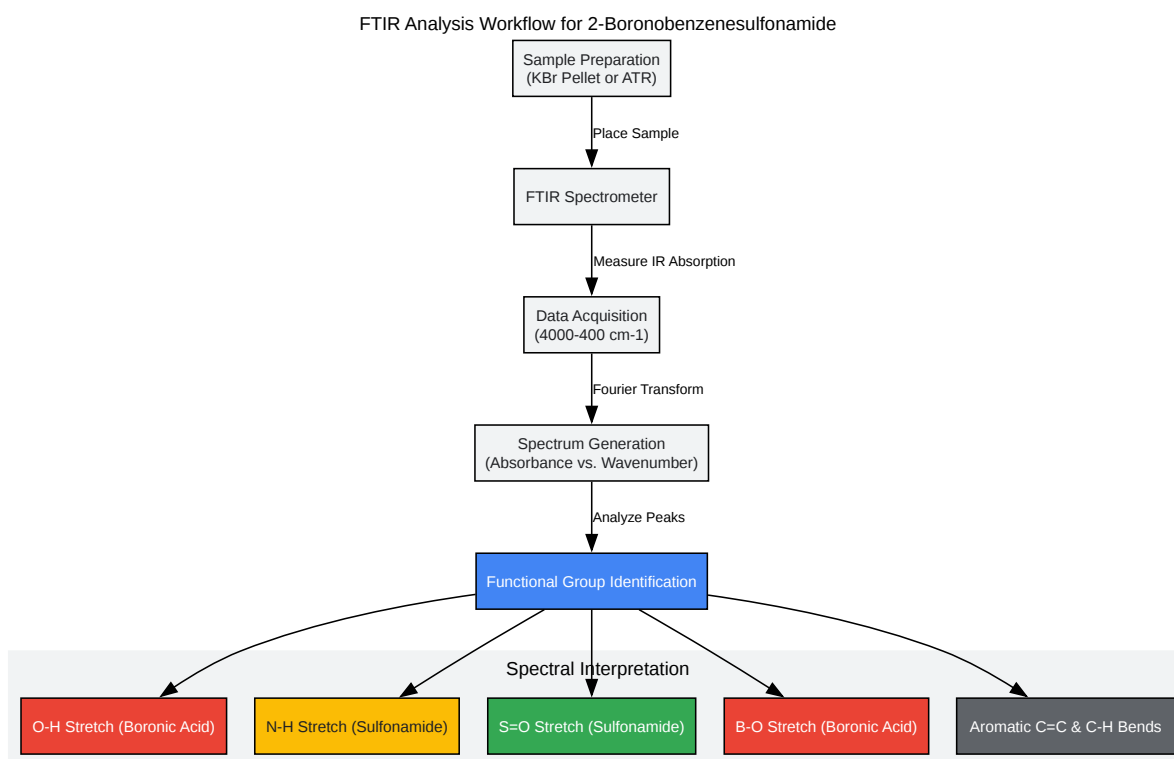 FTIR Analysis Workflow for 2-Boronobenzenesulfonamide
Sample Preparation
(KBr Pellet or ATR)
Place Sample
FTIR Spectrometer
Measure IR Absorption
Data Acquisition
(4000-400 cm-1)
Fourier Transform
Spectrum Generation
(Absorbance vs. Wavenumber)
Analyze Peaks
Functional Group Identification
Spectral Interpretation
O-H Stretch (Boronic Acid)
N-H Stretch (Sulfonamide)
S=O Stretch (Sulfonamide)
B-O Stretch (Boronic Acid)
Aromatic C=C & C-H Bends